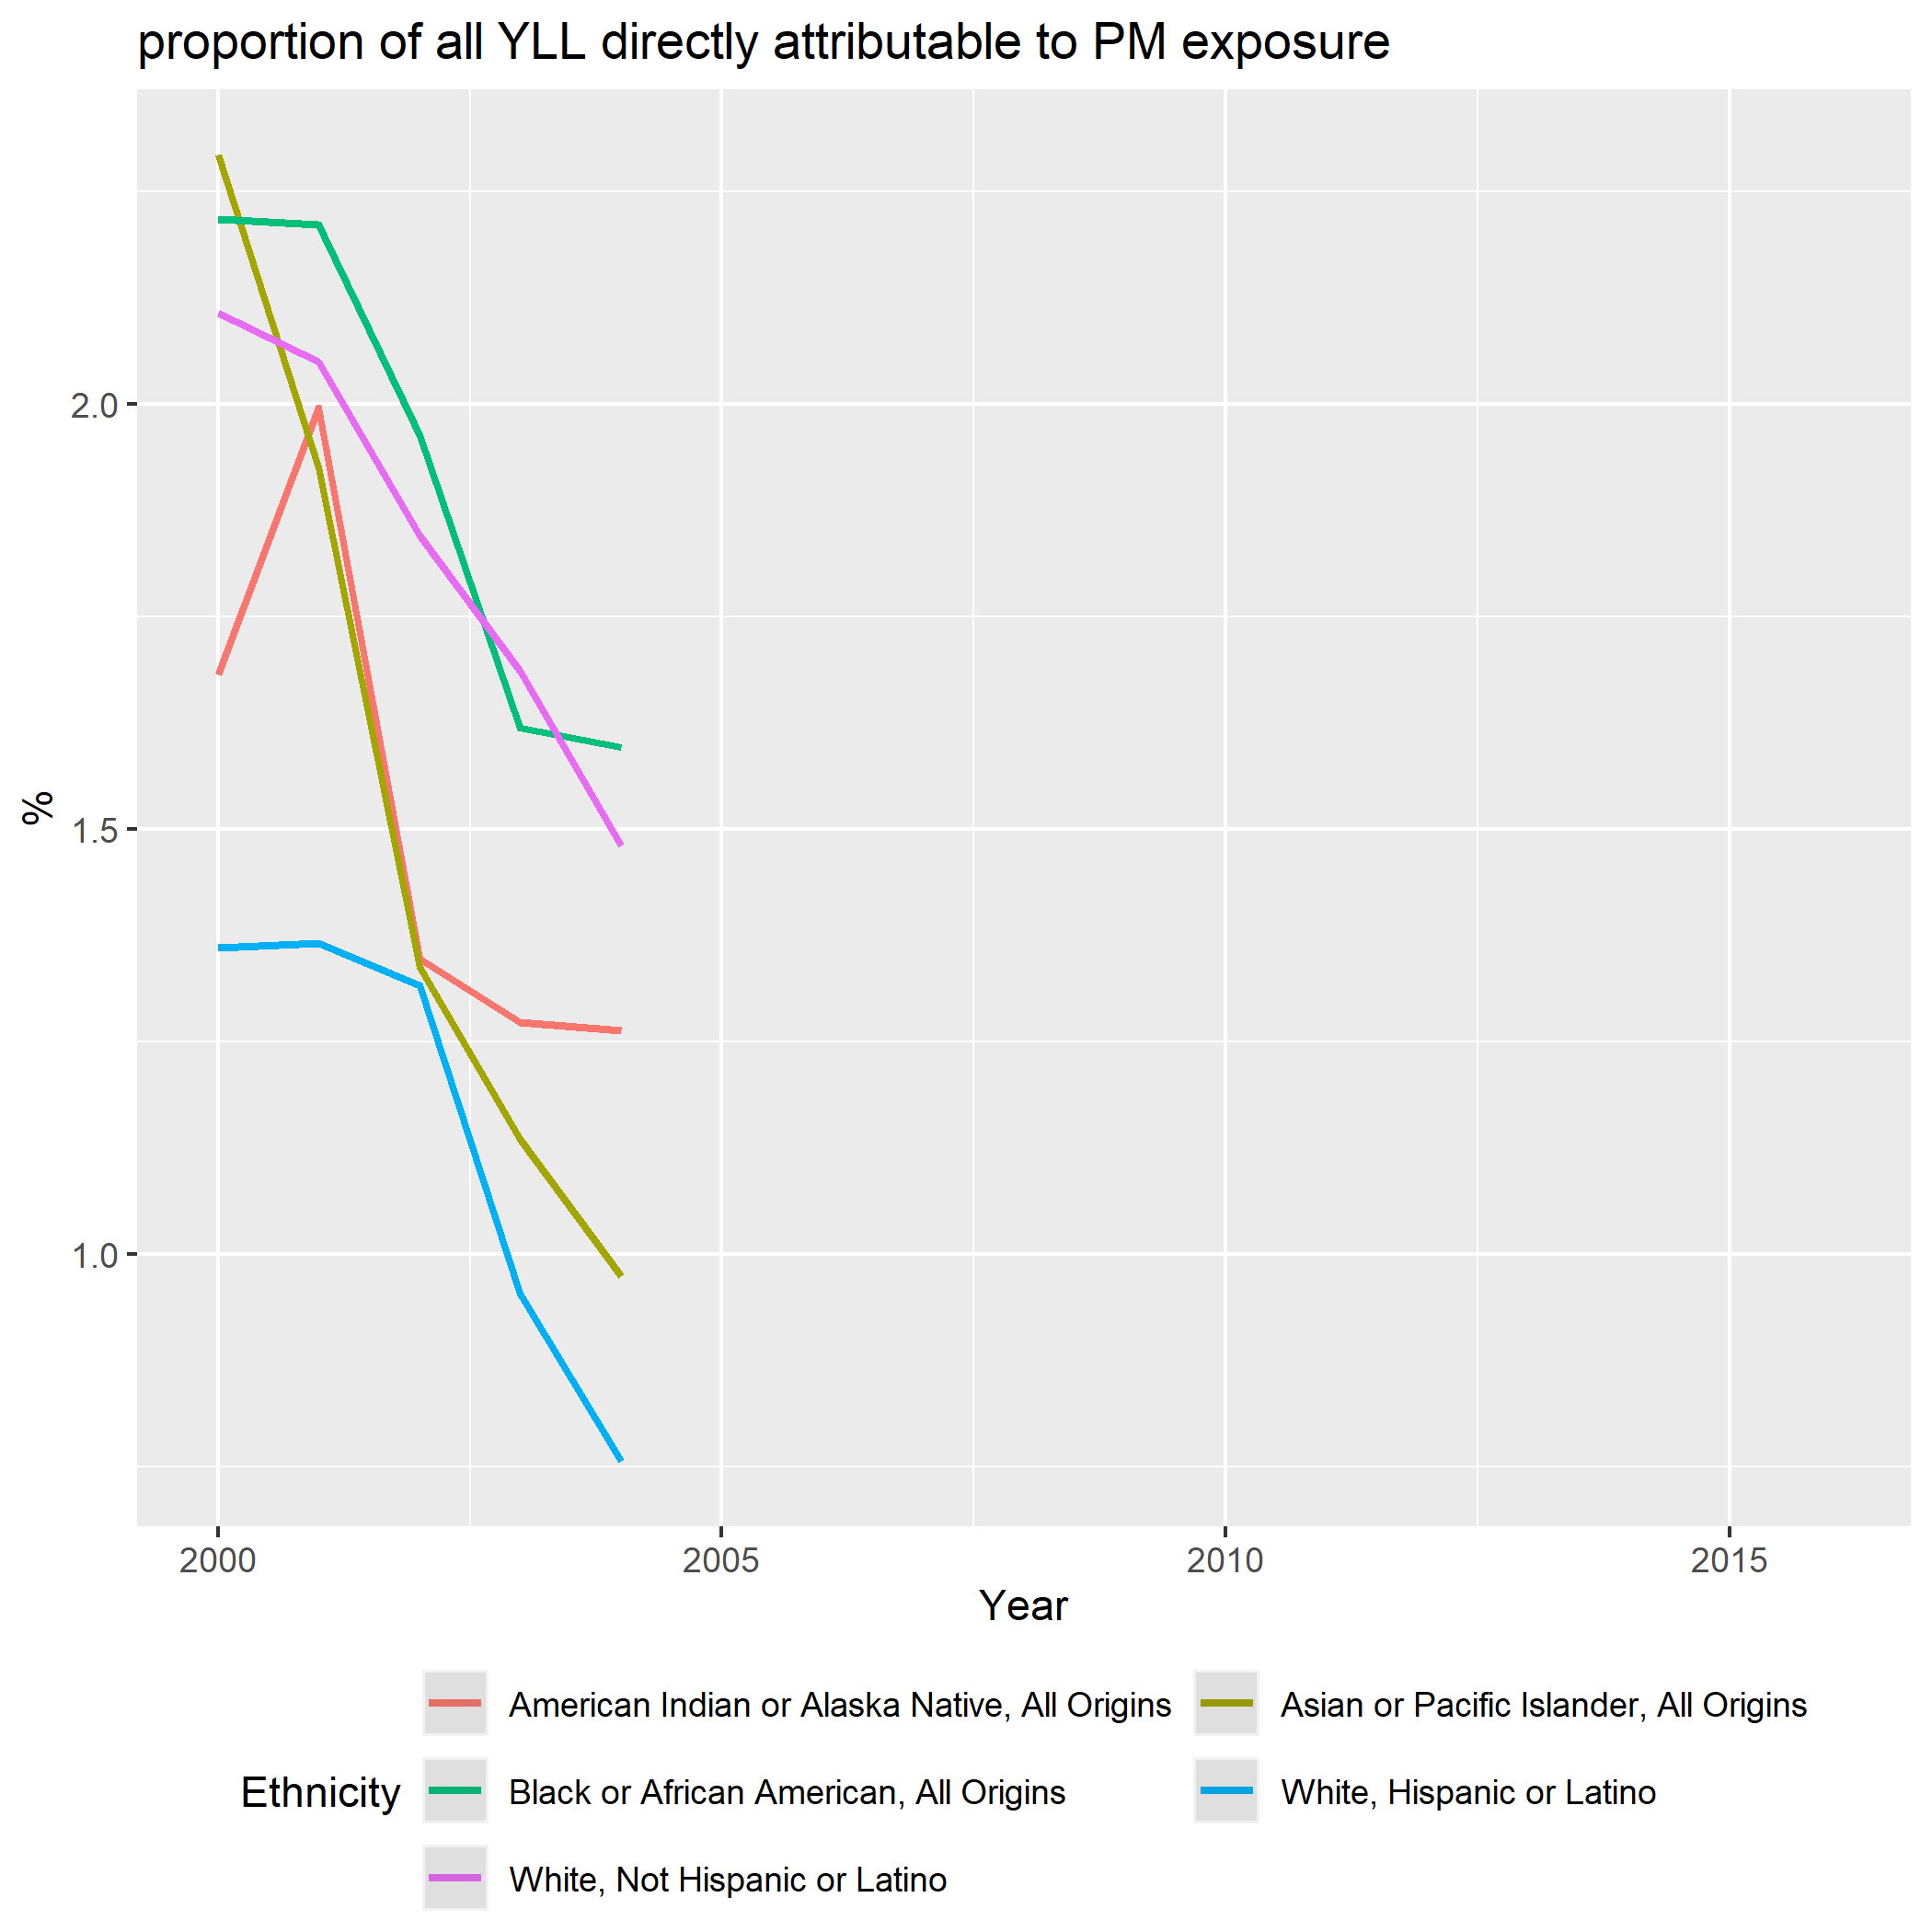 proportion of all YLL directly attributable to PM exposure
%
2.0
1.5
1.0
2000 2005 2010 2015
Year
Ethnicity
American Indian or Alaska Native, All Origins Asian or Pacific Islander, All Origins
Black or African American, All Origins White, Hispanic or Latino
White, Not Hispanic or Latino